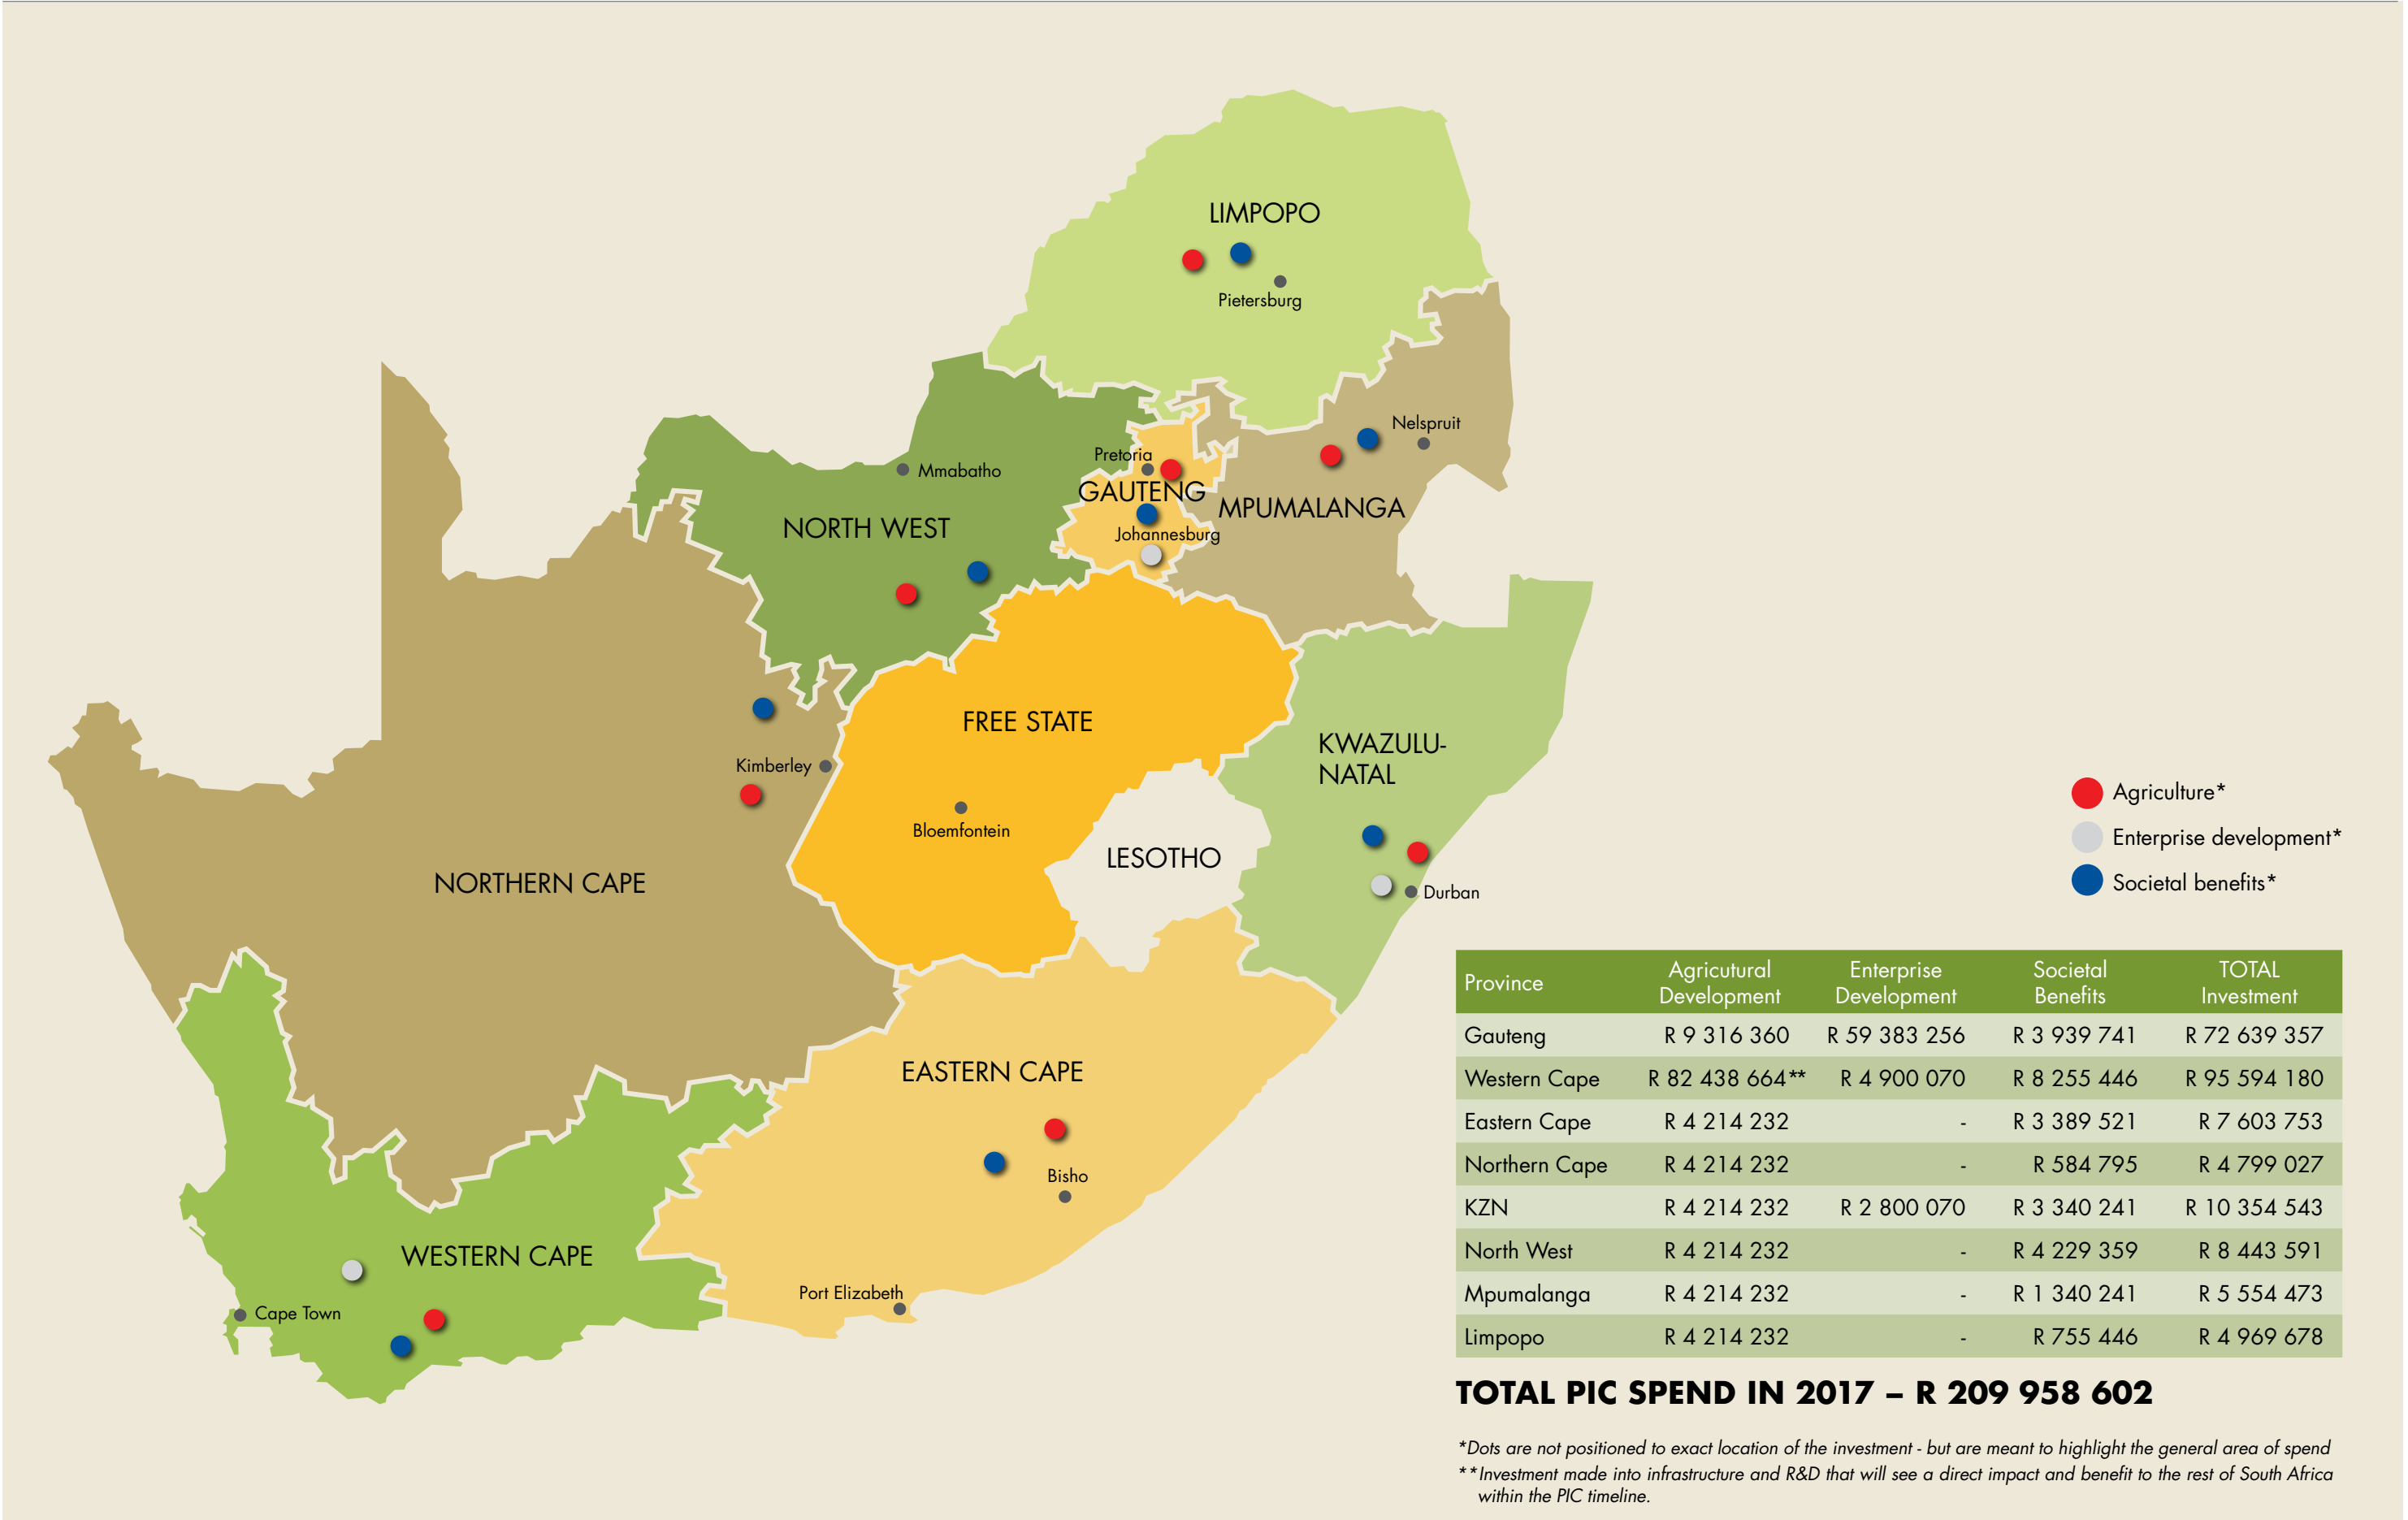 LIMPOPO
Pietersburg
Nelspruit
Pretoria
Mmabatho
GAUTENG
MPUMALANGA
NORTH WEST
Johannesburg
FREE STATE
KWAZULU-
NATAL
Kimberley
Bloemfontein
LESOTHO
NORTHERN CAPE
Durban
EASTERN CAPE
Bisho
WESTERN CAPE
Port Elizabeth
Cape Town
Agriculture*
Enterprise development*
Societal benefits*
Province Agricutural Development Enterprise Development Societal Benefits TOTAL Investment
Gauteng R 9 316 360 R 59 383 256 R 3 939 741 R 72 639 357
Western Cape R 82 438 664** R 4 900 070 R 8 255 446 R 95 594 180
Eastern Cape R 4 214 232 - R 3 389 521 R 7 603 753
Northern Cape R 4 214 232 - R 584 795 R 4 799 027
KZN R 4 214 232 R 2 800 070 R 3 340 241 R 10 354 543
North West R 4 214 232 - R 4 229 359 R 8 443 591
Mpumalanga R 4 214 232 - R 1 340 241 R 5 554 473
Limpopo R 4 214 232 - R 755 446 R 4 969 678
TOTAL PIC SPEND IN 2017 – R 209 958 602
*Dots are not positioned to exact location of the investment - but are meant to highlight the general area of spend
**Investment made into infrastructure and R&D that will see a direct impact and benefit to the rest of South Africa
within the PIC timeline.